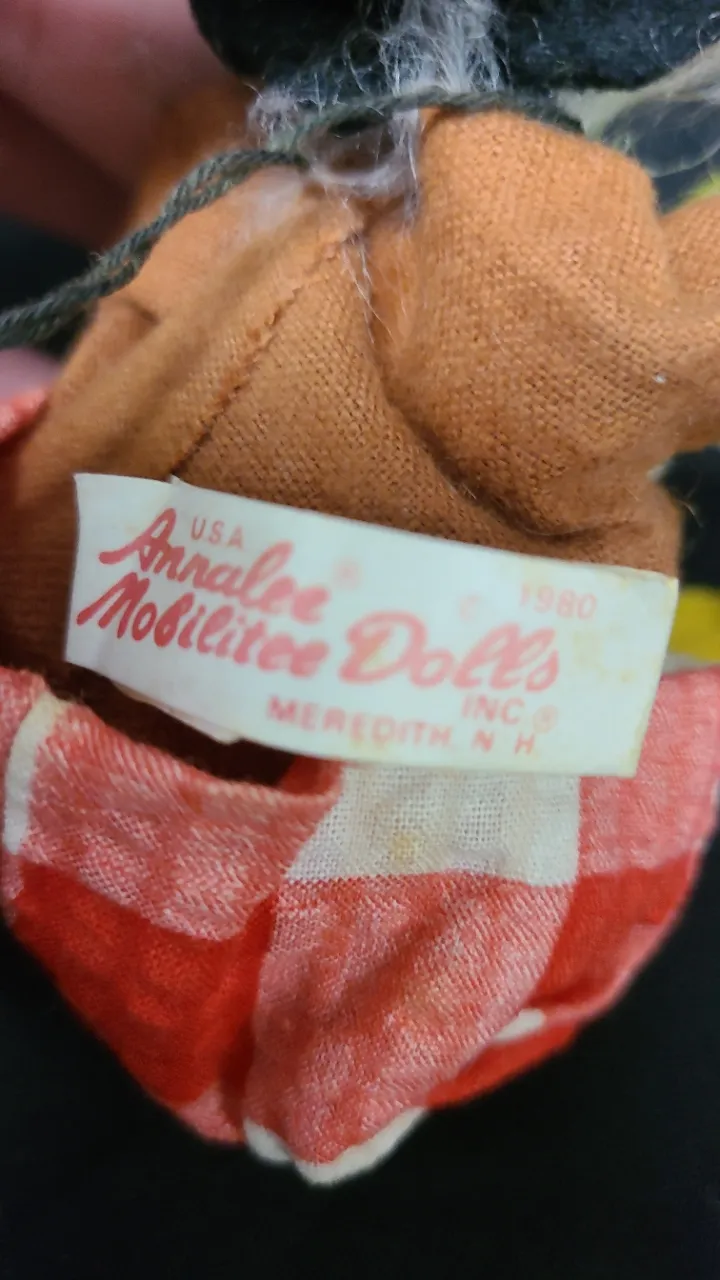 USA
Annalee ® © 1980
Mobilitee Dolls
INC ®
MEREDITH, N H